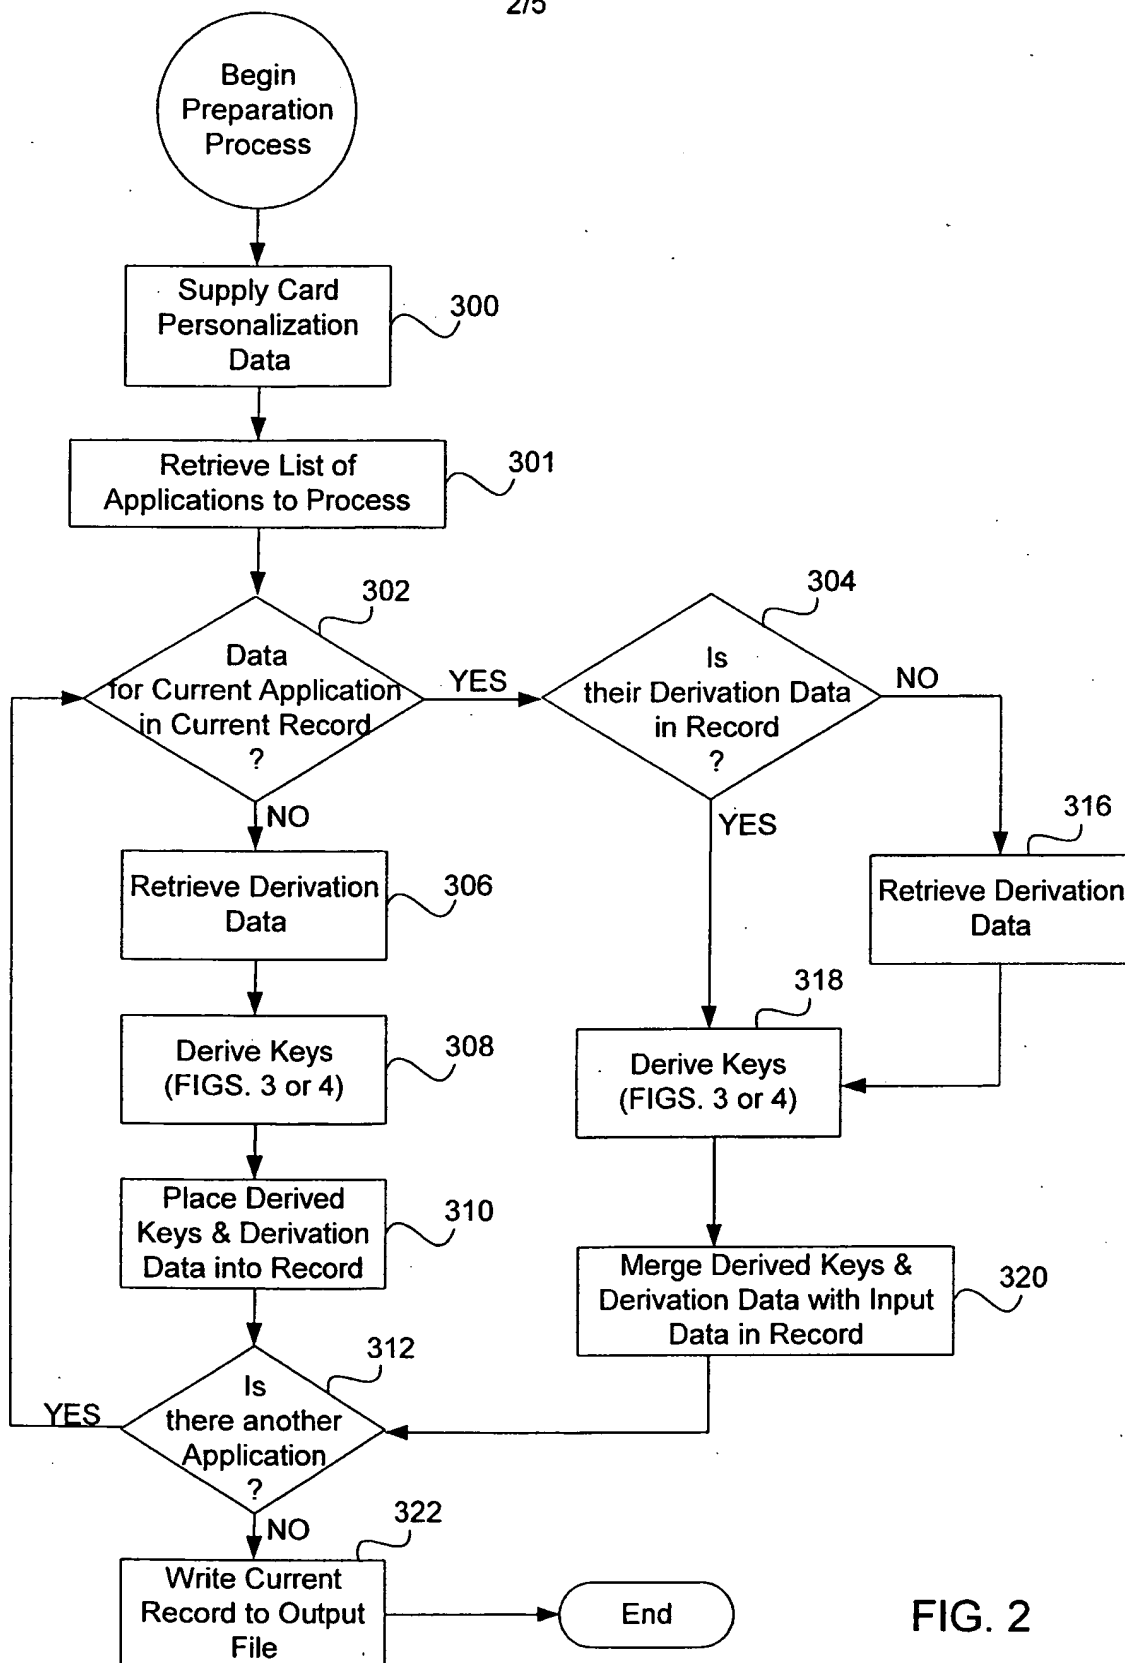 2/5
Begin
Preparation
Process
Supply Card
Personalization
Data
300
Retrieve List of
Applications to Process
301
302
Data
for Current Application
in Current Record
?
YES
NO
304
Is
their Derivation Data
in Record
?
NO
YES
316
Retrieve Derivation
Data
Retrieve Derivation
Data
306
318
Derive Keys
(FIGS. 3 or 4)
308
Derive Keys
(FIGS. 3 or 4)
Place Derived
Keys & Derivation
Data into Record
310
Merge Derived Keys &
Derivation Data with Input
Data in Record
320
312
Is
there another
Application
?
YES
NO
322
Write Current
Record to Output
File
End
FIG. 2